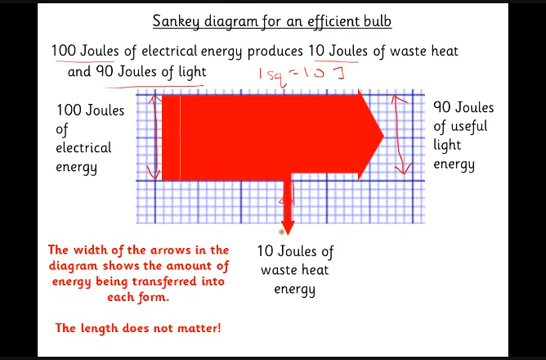 Sankey diagram for an efficient bulb
100 Joules of electrical energy produces 10 Joules of waste heat
and 90 Joules of light
1 sq = 10 J
100 Joules
of
electrical
energy
90 Joules
of useful
light
energy
10 Joules of
waste heat
energy
The width of the arrows in the
diagram shows the amount of
energy being transferred into
each form.
The length does not matter!